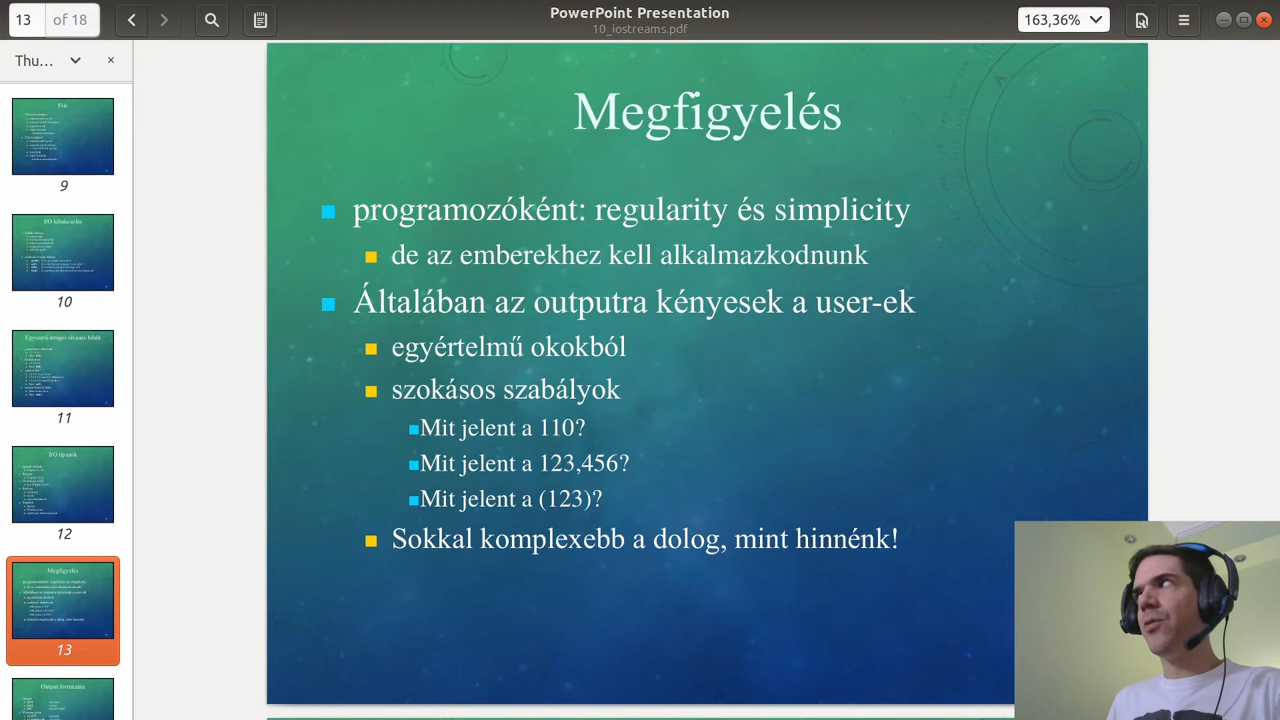 13 of 18
PowerPoint Presentation
10_iostreams.pdf
163,36%
Thu...
9
10
11
12
13
Megfigyelés
programozóként: regularity és simplicity
de az emberekhez kell alkalmazkodnunk
Általában az outputra kényesek a user-ek
egyértelmű okokból
szokásos szabályok
Mit jelent a 110?
Mit jelent a 123,456?
Mit jelent a (123)?
Sokkal komplexebb a dolog, mint hinnénk!
File
I/O hibakezelés
Egyszerű integer olvasás hibák
I/O típusok
Megfigyelés
Output formázás